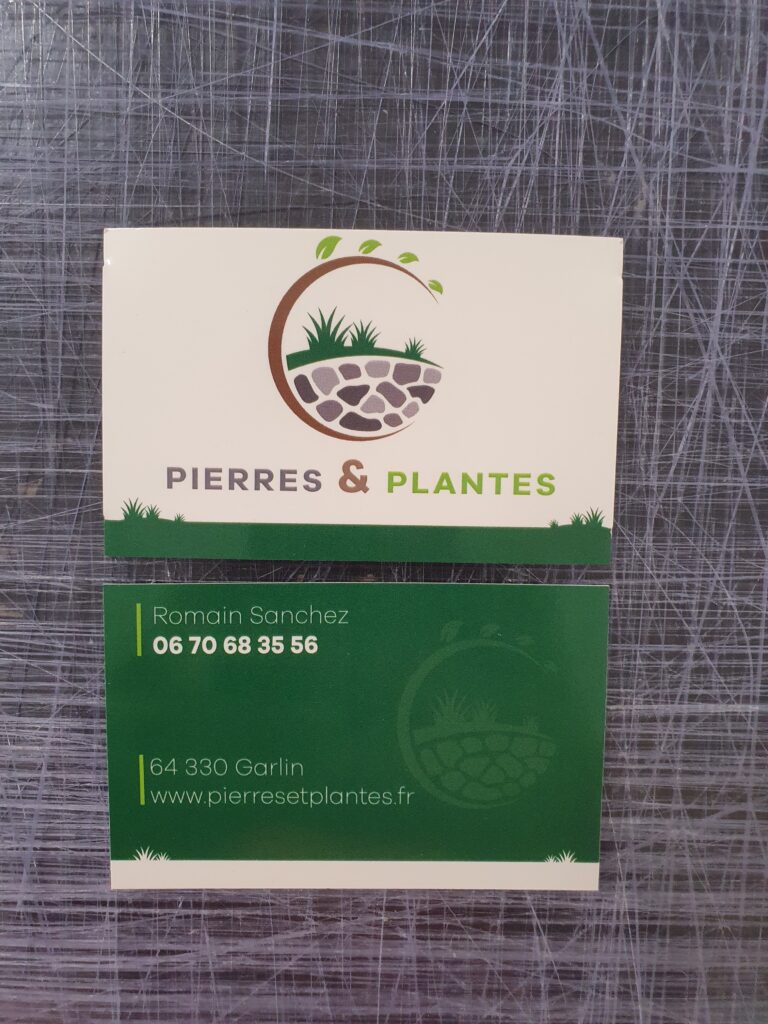 PIERRES & PLANTES
Romain Sanchez
06 70 68 35 56
64 330 Garlin
www.pierresetplantes.fr